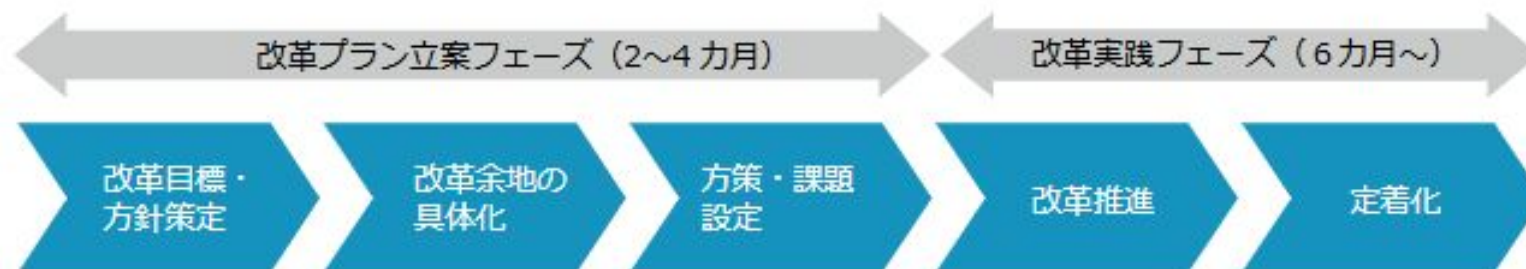 改革プラン立案フェーズ（2～4 カ月）
改革実践フェーズ（６カ月～）
改革目標・
方針策定
改革余地の
具体化
方策・課題
設定
改革推進
定着化